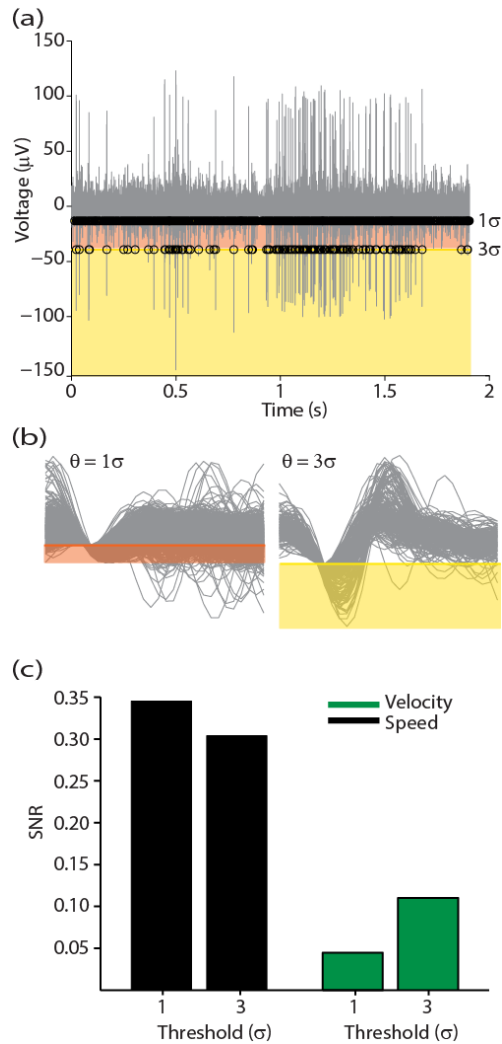 (a)
150
100
50
0
−50
−100
−150
Voltage (μV)
1σ
3σ
0 0.5 1 1.5 2
Time (s)
(b)
θ = 1σ θ = 3σ
(c)
0.35
0.30
0.25
0.20
0.15
0.10
0.05
SNR
Velocity
Speed
1 3 1 3
Threshold (σ) Threshold (σ)